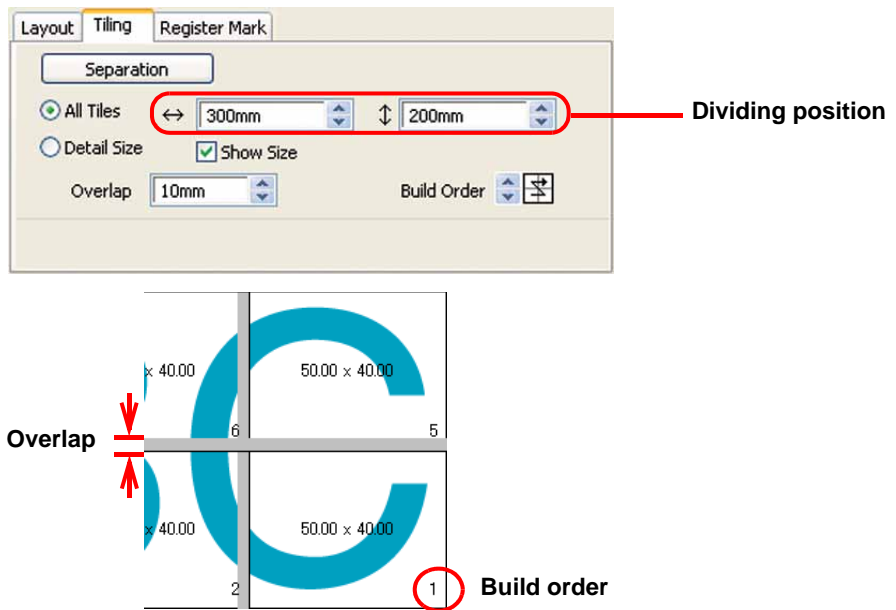 Layout Tiling Register Mark
Separation
All Tiles 300mm 200mm Dividing position
Detail Size Show Size
Overlap 10mm Build Order
x 40.00 50.00 x 40.00
6 5
Overlap
x 40.00 50.00 x 40.00
2 1 Build order